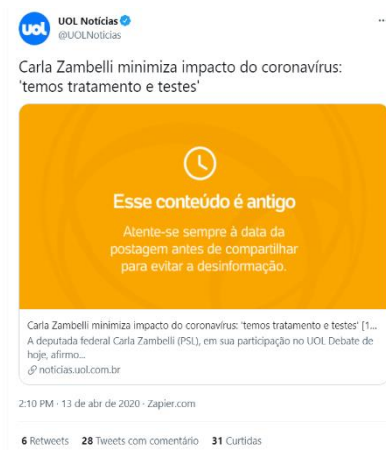 uol
UOL Notícias
@UOLNoticias
Carla Zambelli minimiza impacto do coronavírus:
'temos tratamento e testes'
Esse conteúdo é antigo
Atente-se sempre à data da
postagem antes de compartilhar
para evitar a desinformação.
Carla Zambelli minimiza impacto do coronavírus: 'temos tratamento e testes' [1...
A deputada federal Carla Zambelli (PSL), em sua participação no UOL Debate de
hoje, afirmo...
noticias.uol.com.br
2:10 PM · 13 de abr de 2020 · Zapier.com
6 Retweets 28 Tweets com comentário 31 Curtidas